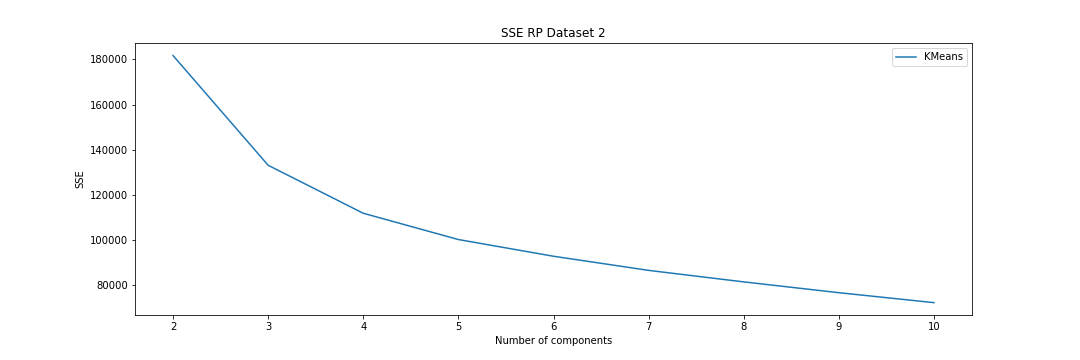 SSE RP Dataset 2
KMeans
180000
160000
140000
120000
100000
80000
SSE
2 3 4 5 6 7 8 9 10
Number of components